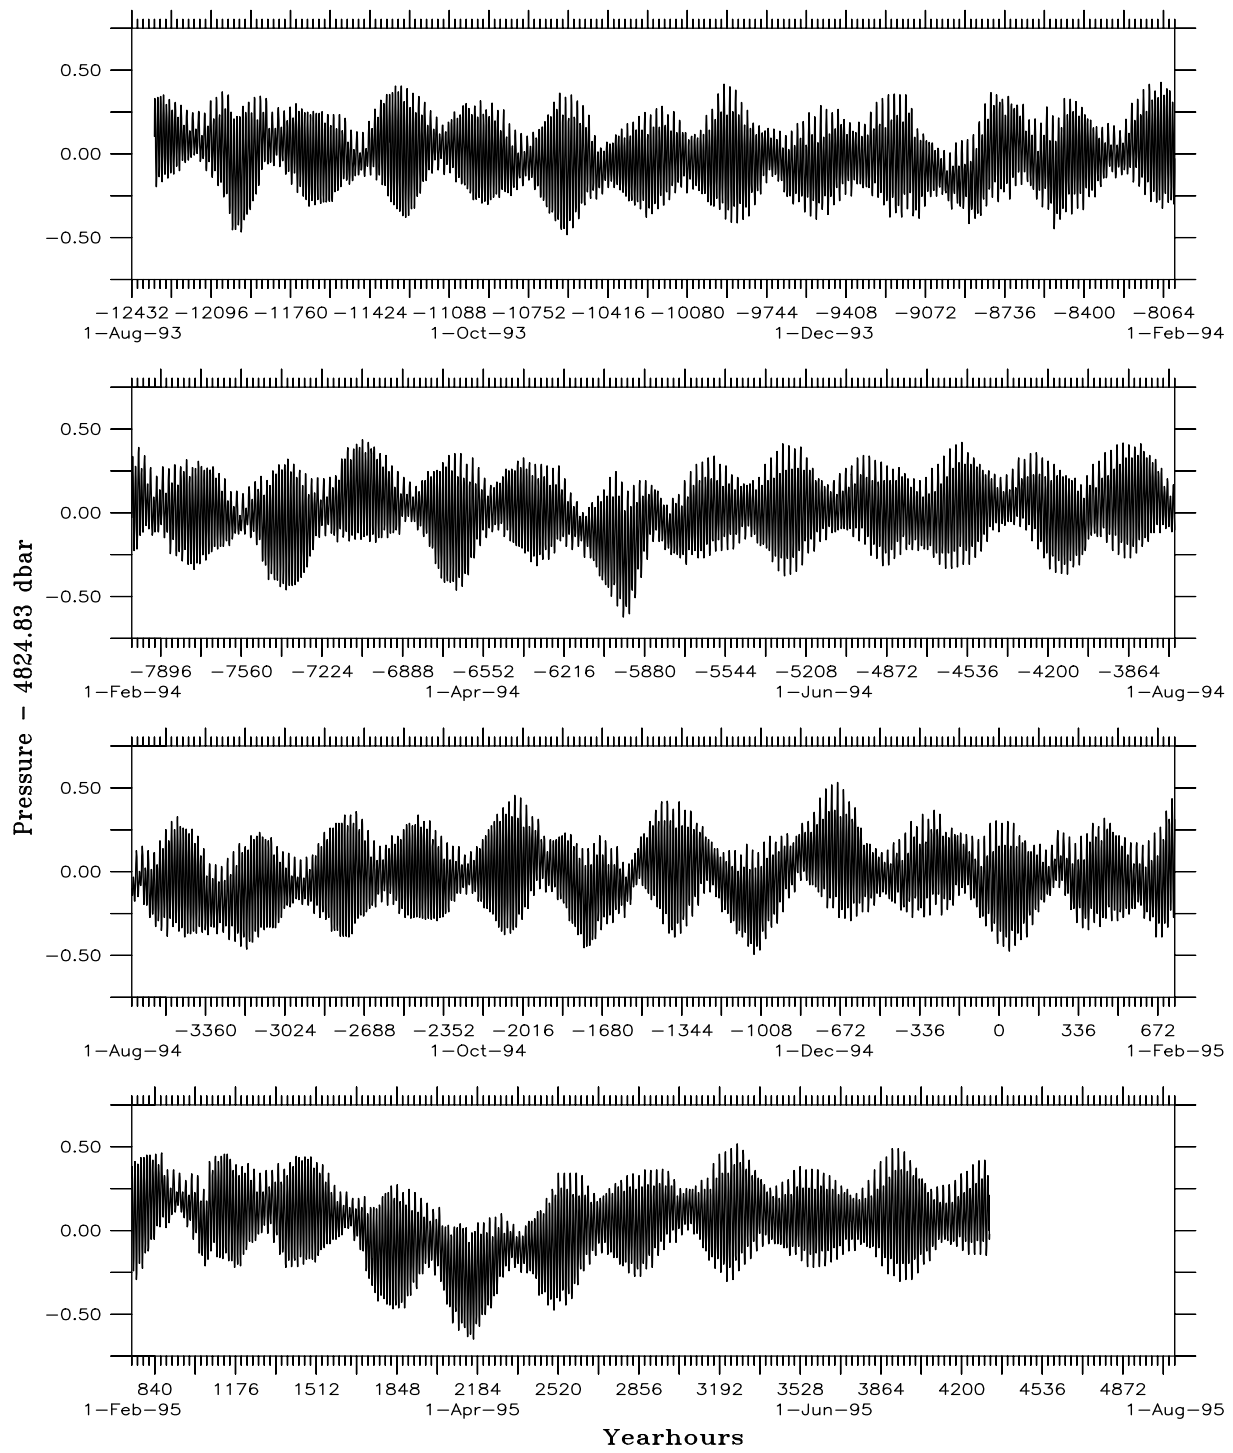 0.50
0.00
−0.50
−12432 −12096 −11760 −11424 −11088 −10752 −10416 −10080 −9744 −9408 −9072 −8736 −8400 −8064
1−Aug−93 1−Oct−93 1−Dec−93 1−Feb−94
0.50
0.00
−0.50
−7896 −7560 −7224 −6888 −6552 −6216 −5880 −5544 −5208 −4872 −4536 −4200 −3864
1−Feb−94 1−Apr−94 1−Jun−94 1−Aug−94
Pressure − 4824.83 dbar
0.50
0.00
−0.50
−3360 −3024 −2688 −2352 −2016 −1680 −1344 −1008 −672 −336 0 336 672
1−Aug−94 1−Oct−94 1−Dec−94 1−Feb−95
0.50
0.00
−0.50
840 1176 1512 1848 2184 2520 2856 3192 3528 3864 4200 4536 4872
1−Feb−95 1−Apr−95 1−Jun−95 1−Aug−95
Yearhours